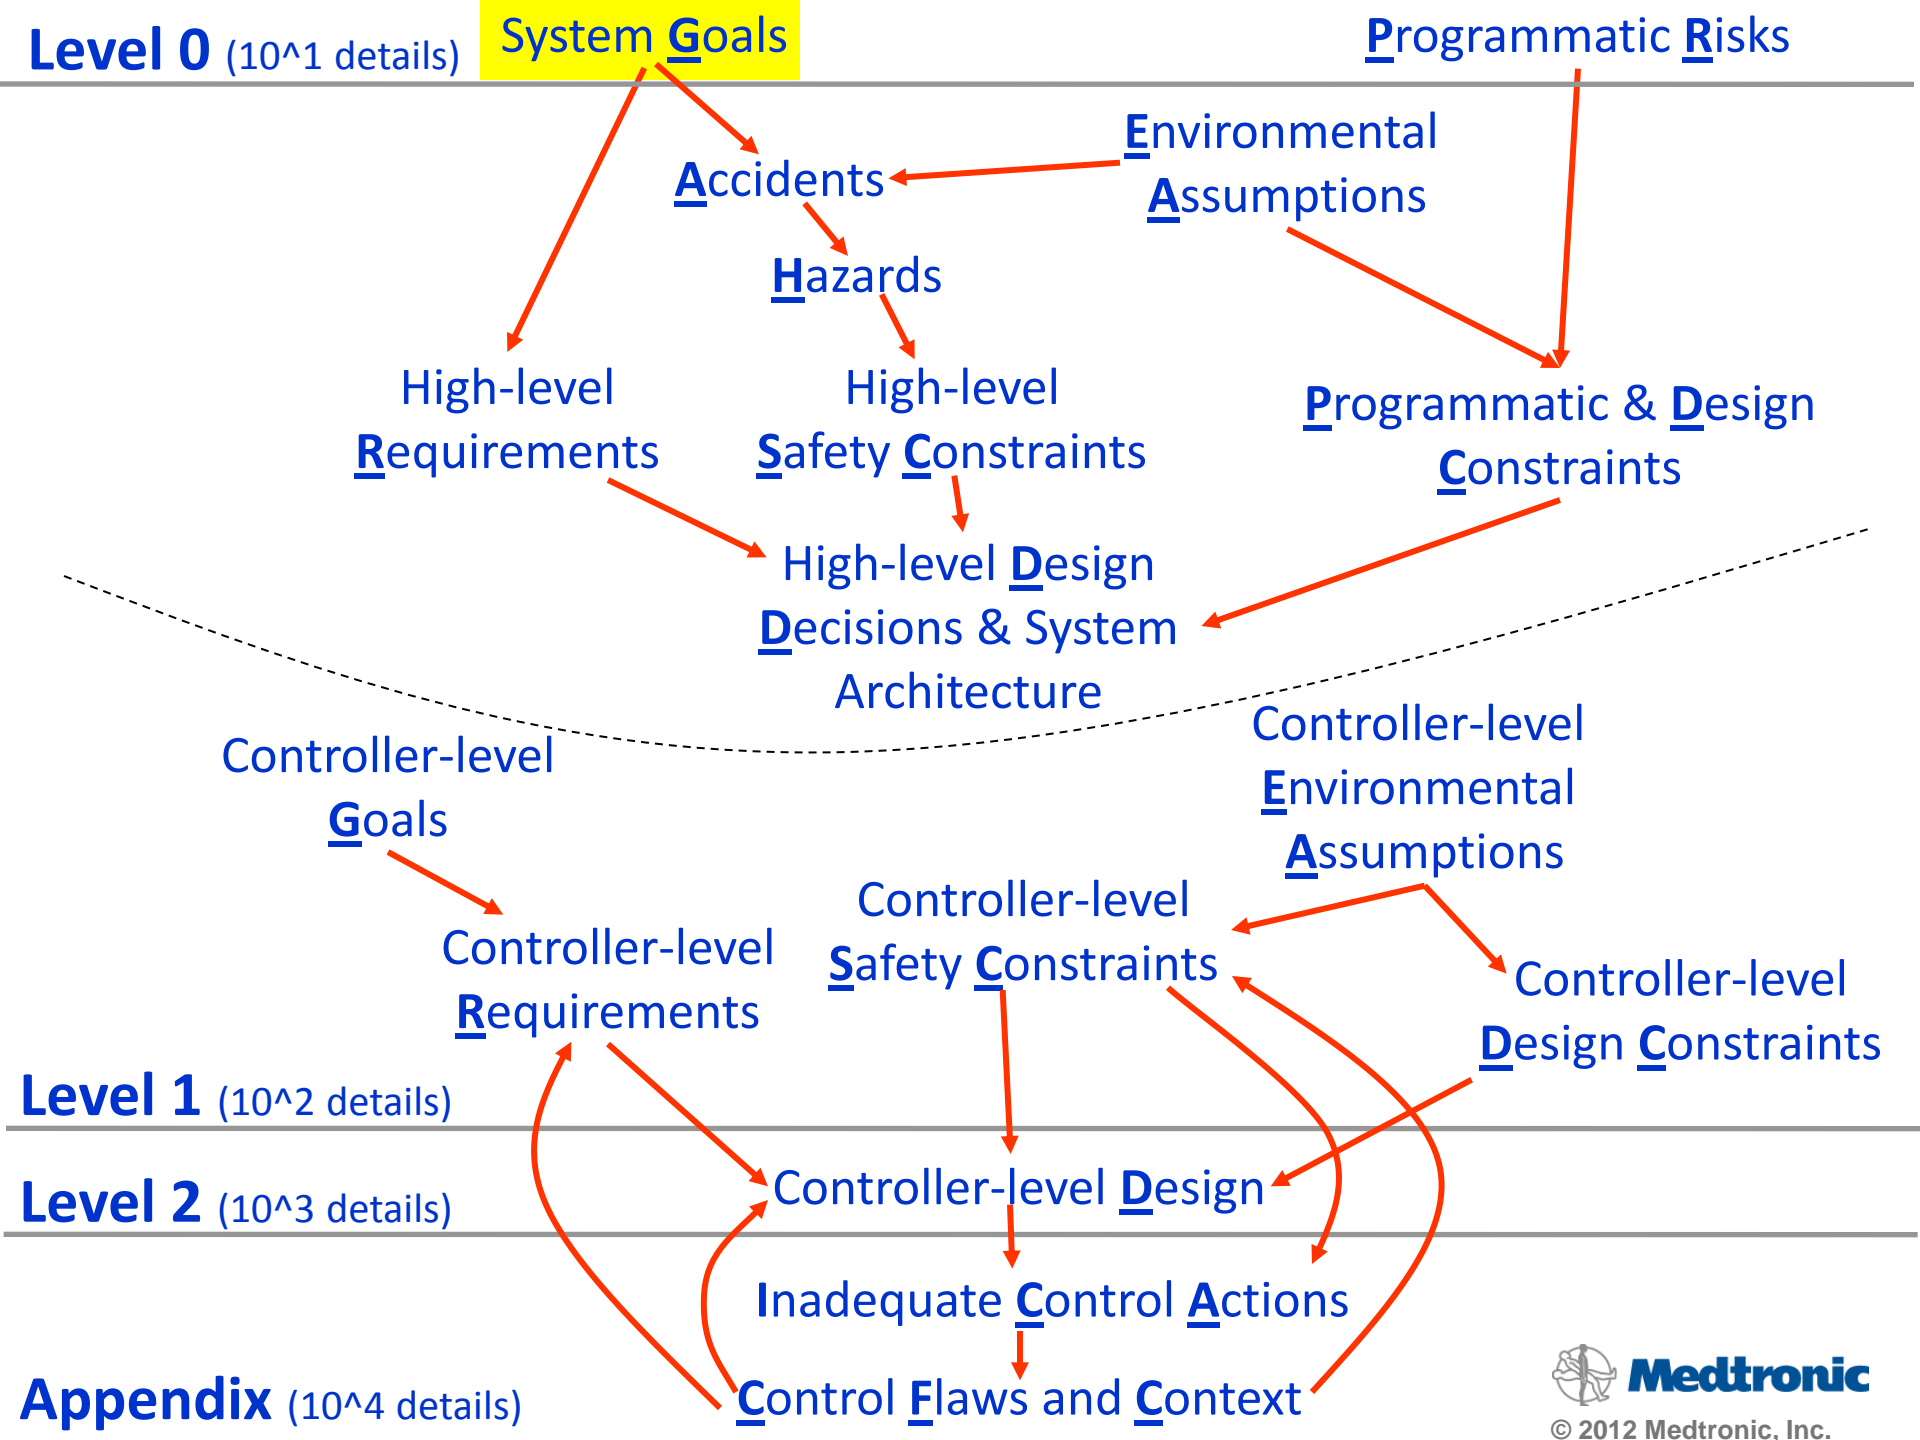 Level 0 (10^1 details)
System Goals
Programmatic Risks
Environmental
Assumptions
Accidents
Hazards
High-level
Requirements
High-level
Safety Constraints
Programmatic & Design
Constraints
High-level Design
Decisions & System
Architecture
Controller-level
Goals
Controller-level
Environmental
Assumptions
Controller-level
Safety Constraints
Controller-level
Requirements
Controller-level
Design Constraints
Level 1 (10^2 details)
Level 2 (10^3 details)
Controller-level Design
Inadequate Control Actions
Appendix (10^4 details)
Control Flaws and Context
Medtronic
© 2012 Medtronic, Inc.